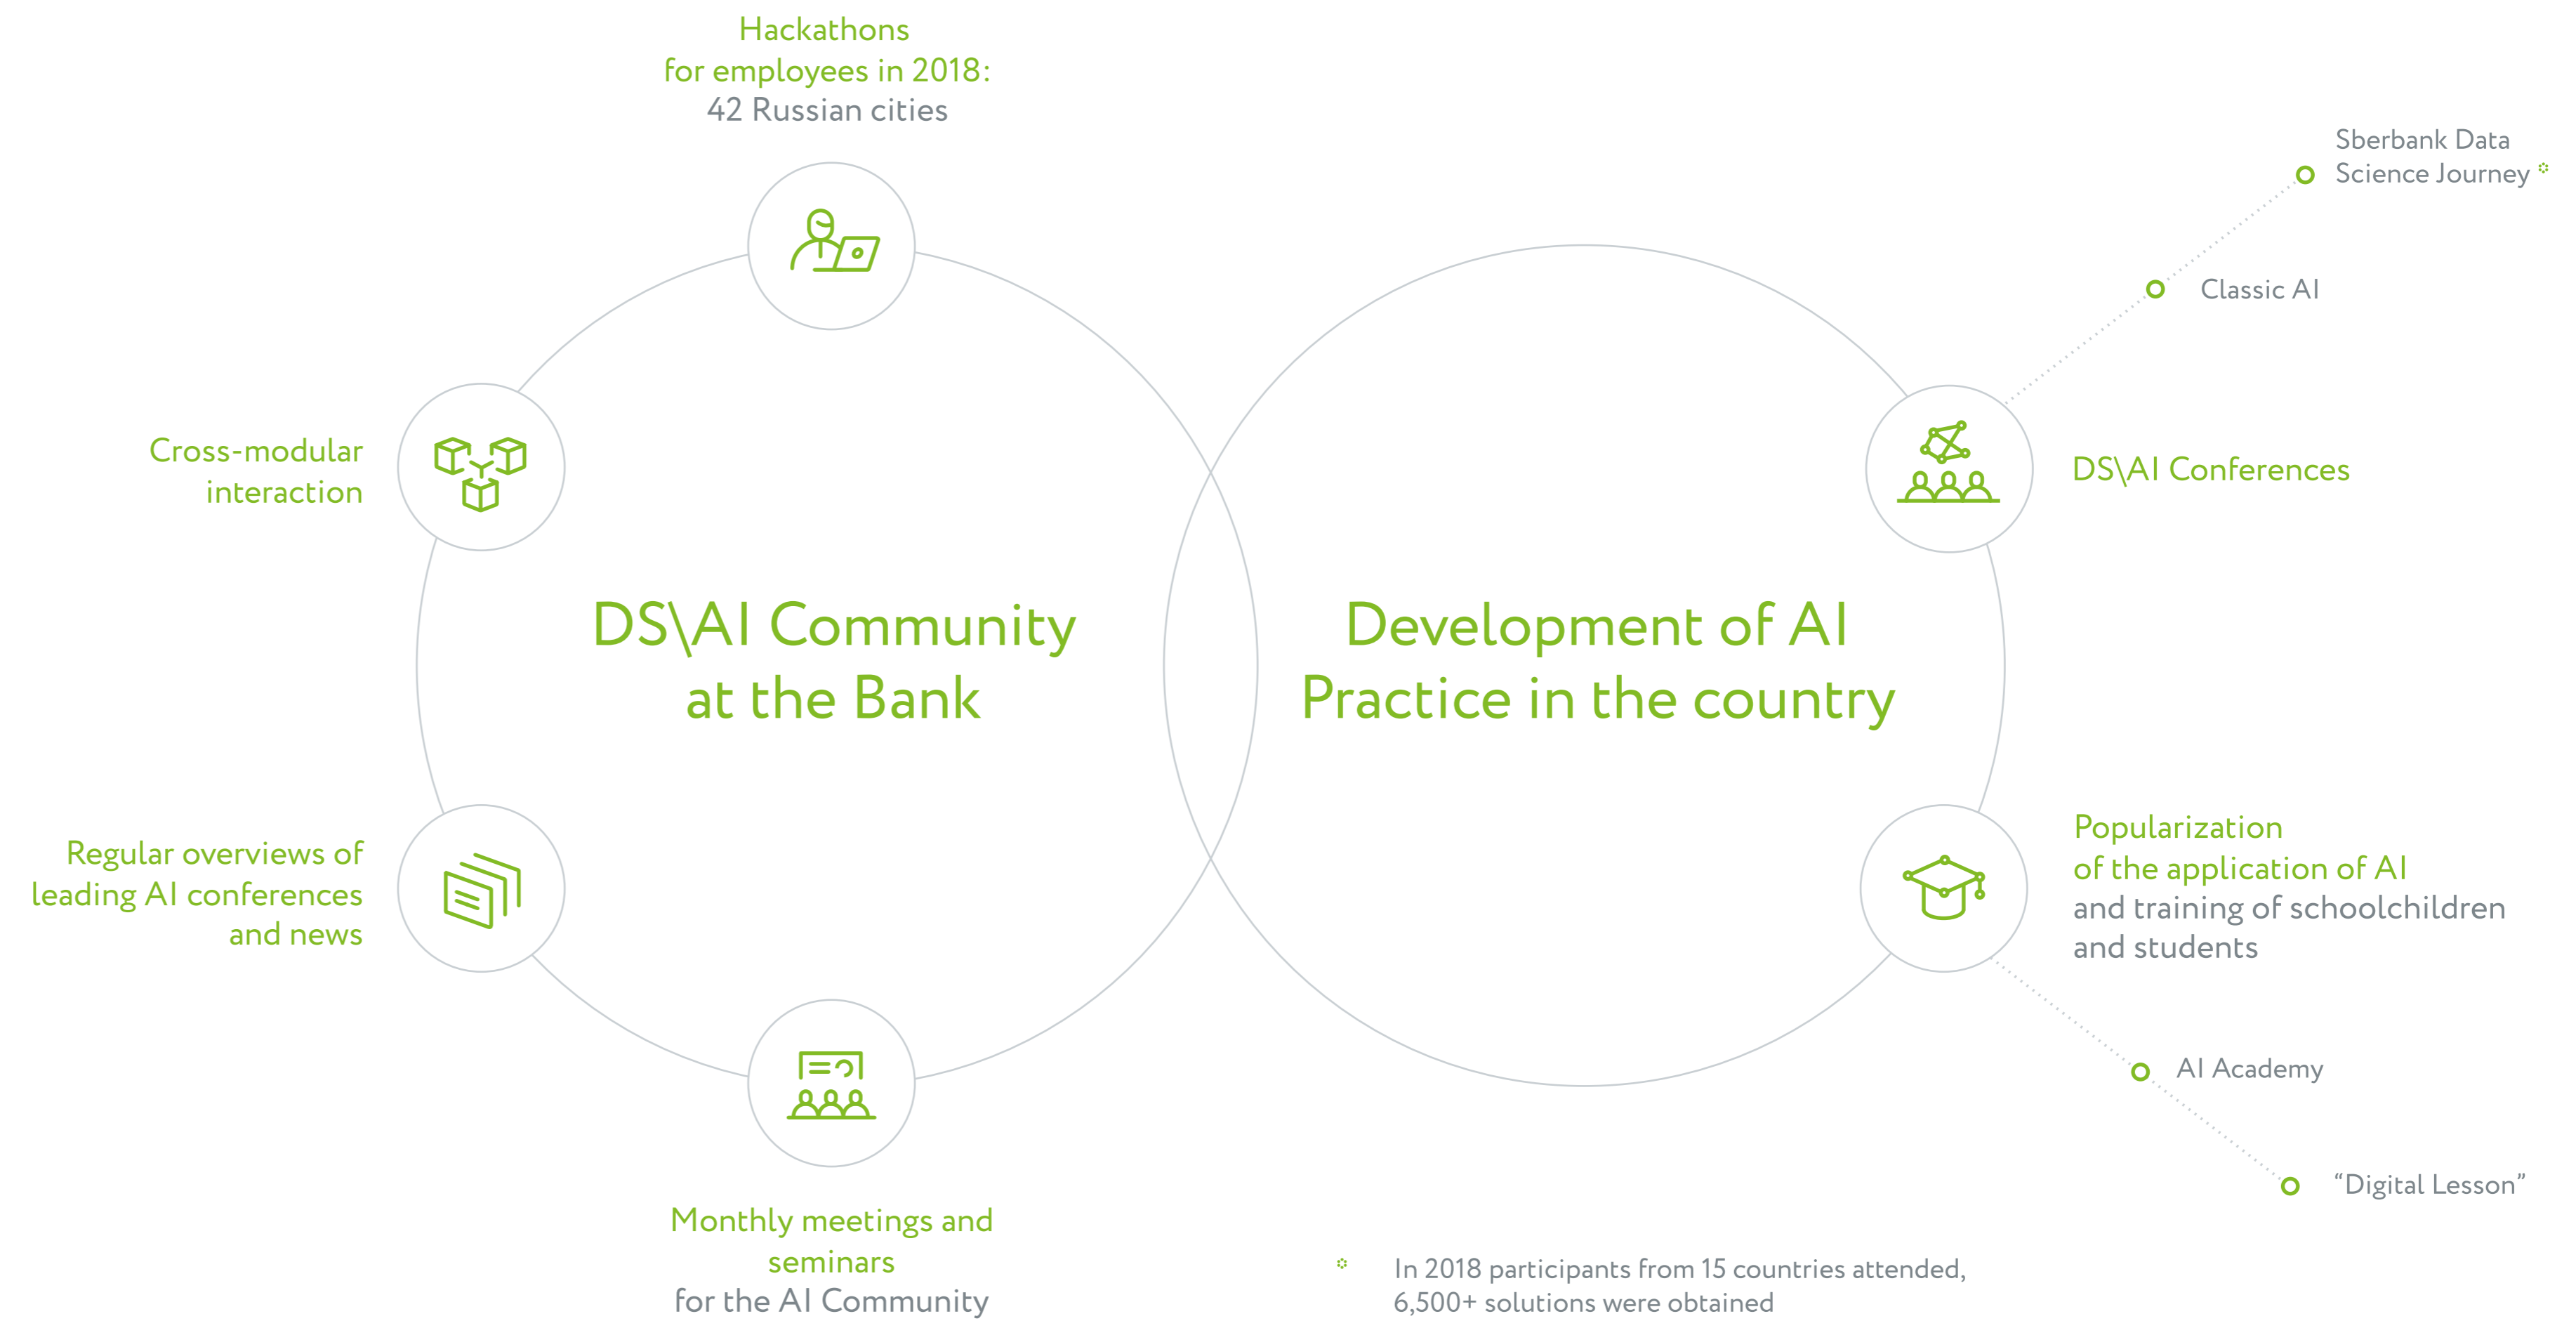 Hackathons
for employees in 2018:
42 Russian cities
Cross-modular
interaction
Regular overviews of
leading AI conferences
and news
Monthly meetings and
seminars
for the AI Community
DS\AI Community
at the Bank
Development of AI
Practice in the country
Sberbank Data
Science Journey *
Classic AI
DS\AI Conferences
Popularization
of the application of AI
and training of schoolchildren
and students
AI Academy
“Digital Lesson”
* In 2018 participants from 15 countries attended,
6,500+ solutions were obtained